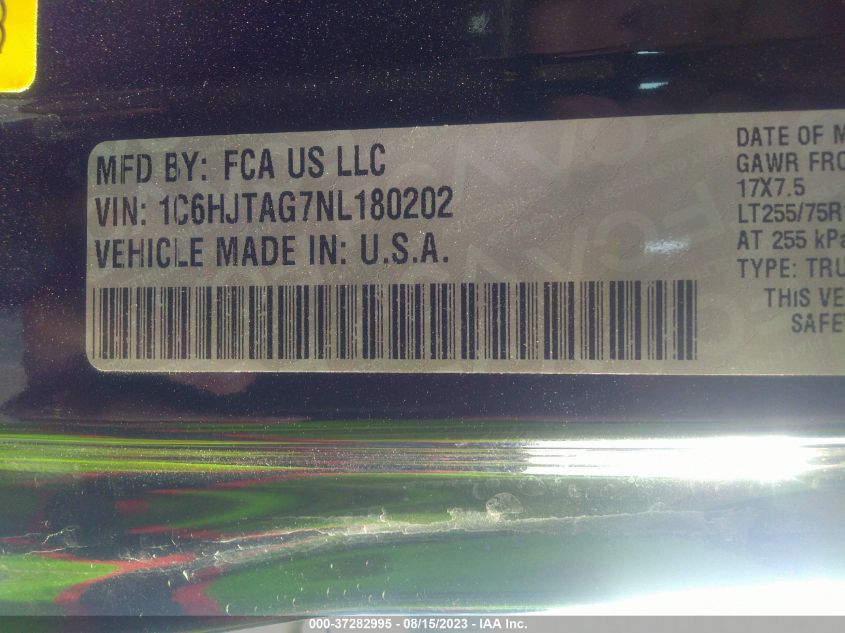 MFD BY: FCA US LLC
VIN: 1C6HJTAG7NL180202
VEHICLE MADE IN: U.S.A.
DATE OF M
GAWR FRO
17X7.5
LT255/75R
AT 255 kPa
TYPE: TRU
THIS VE
SAFE
000-37282995 - 08/15/2023 - IAA Inc.